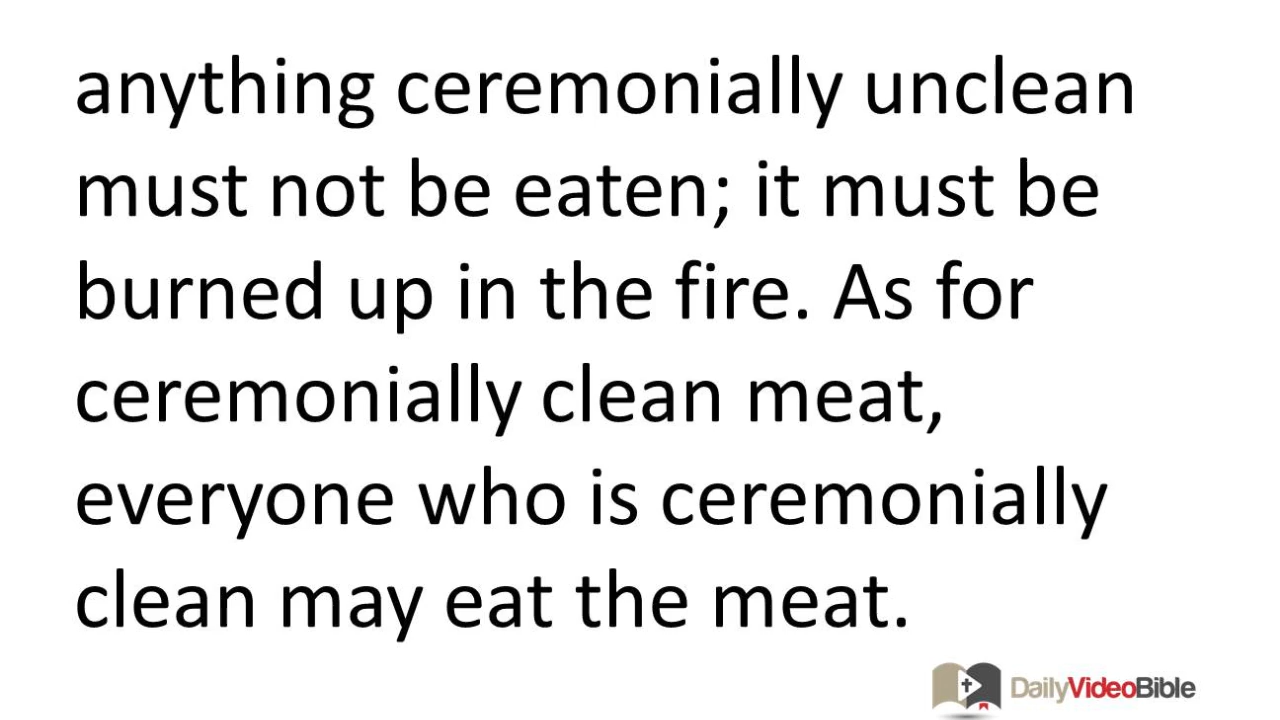 anything ceremonially unclean
must not be eaten; it must be
burned up in the fire. As for
ceremonially clean meat,
everyone who is ceremonially
clean may eat the meat.
DailyVideoBible